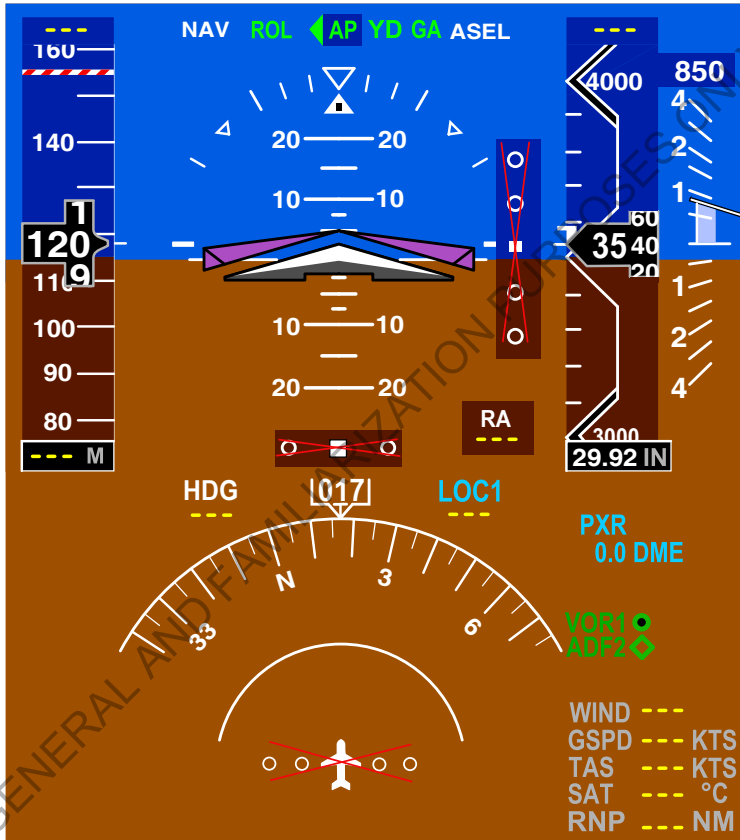 --- NAV ROL AP YD GA ASEL ---
160
4000 850
4
140 20 20 2
10 10 1
1
120 35 60
40
20
9
110 1
100 10 10
2
90 20 20 4
80 RA
---
3000
--- M 29.92 IN
HDG 017 LOC1
--- ---
PXR
0.0 DME
N 3
33 6
VOR1
ADF2
WIND ---
GSPD --- KTS
TAS --- KTS
SAT --- °C
RNP --- NM
GENERAL AND FAMILIARIZATION PURPOSES ONLY